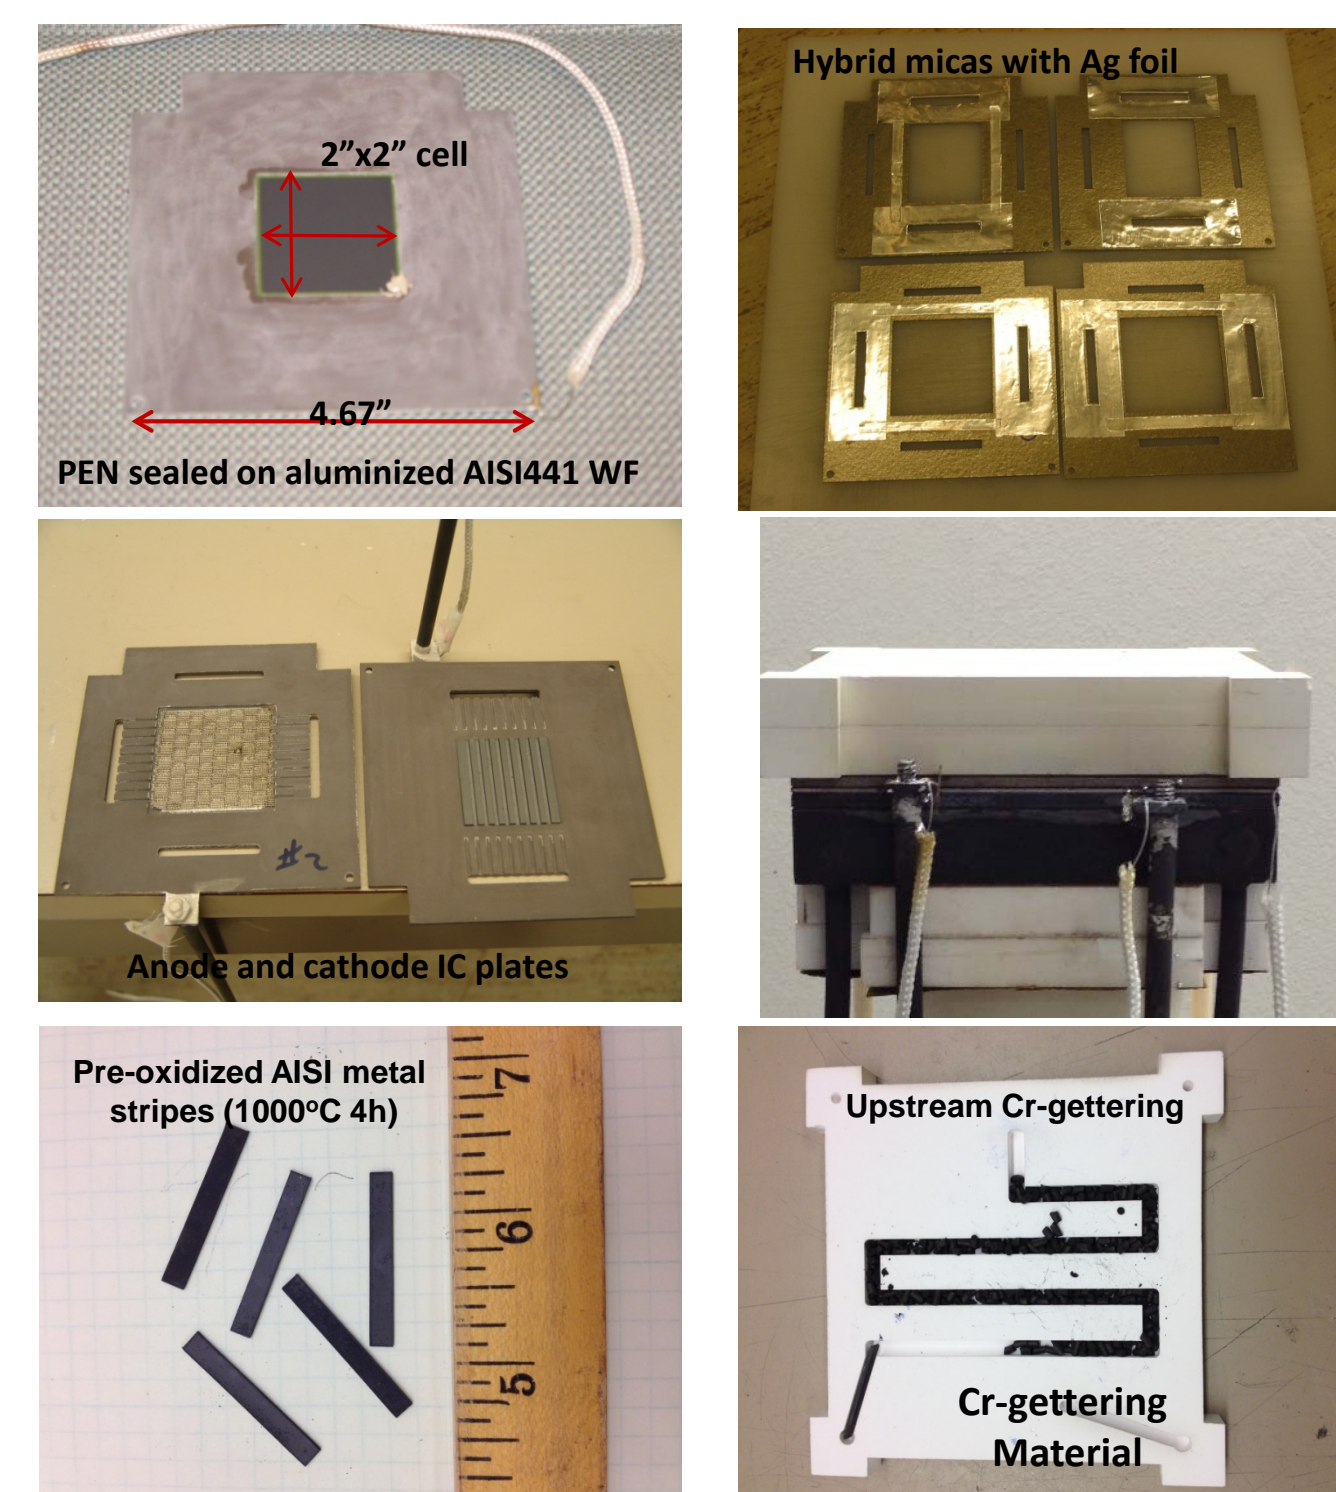 2”x2” cell
4.67”
PEN sealed on aluminized AISI441 WF
Hybrid micas with Ag foil
#2
Anode and cathode IC plates
Pre-oxidized AISI metal
stripes (1000°C 4h)
7
6
5
Upstream Cr-gettering
Cr-gettering
Material